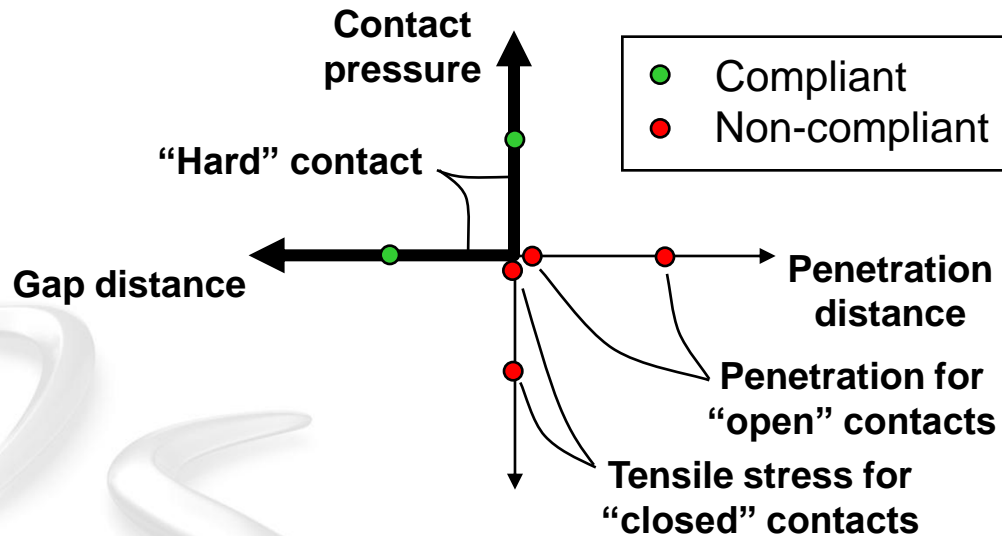 Contact
pressure
Compliant
Non-compliant
“Hard” contact
Gap distance
Penetration
distance
Penetration for
“open” contacts
Tensile stress for
“closed” contacts